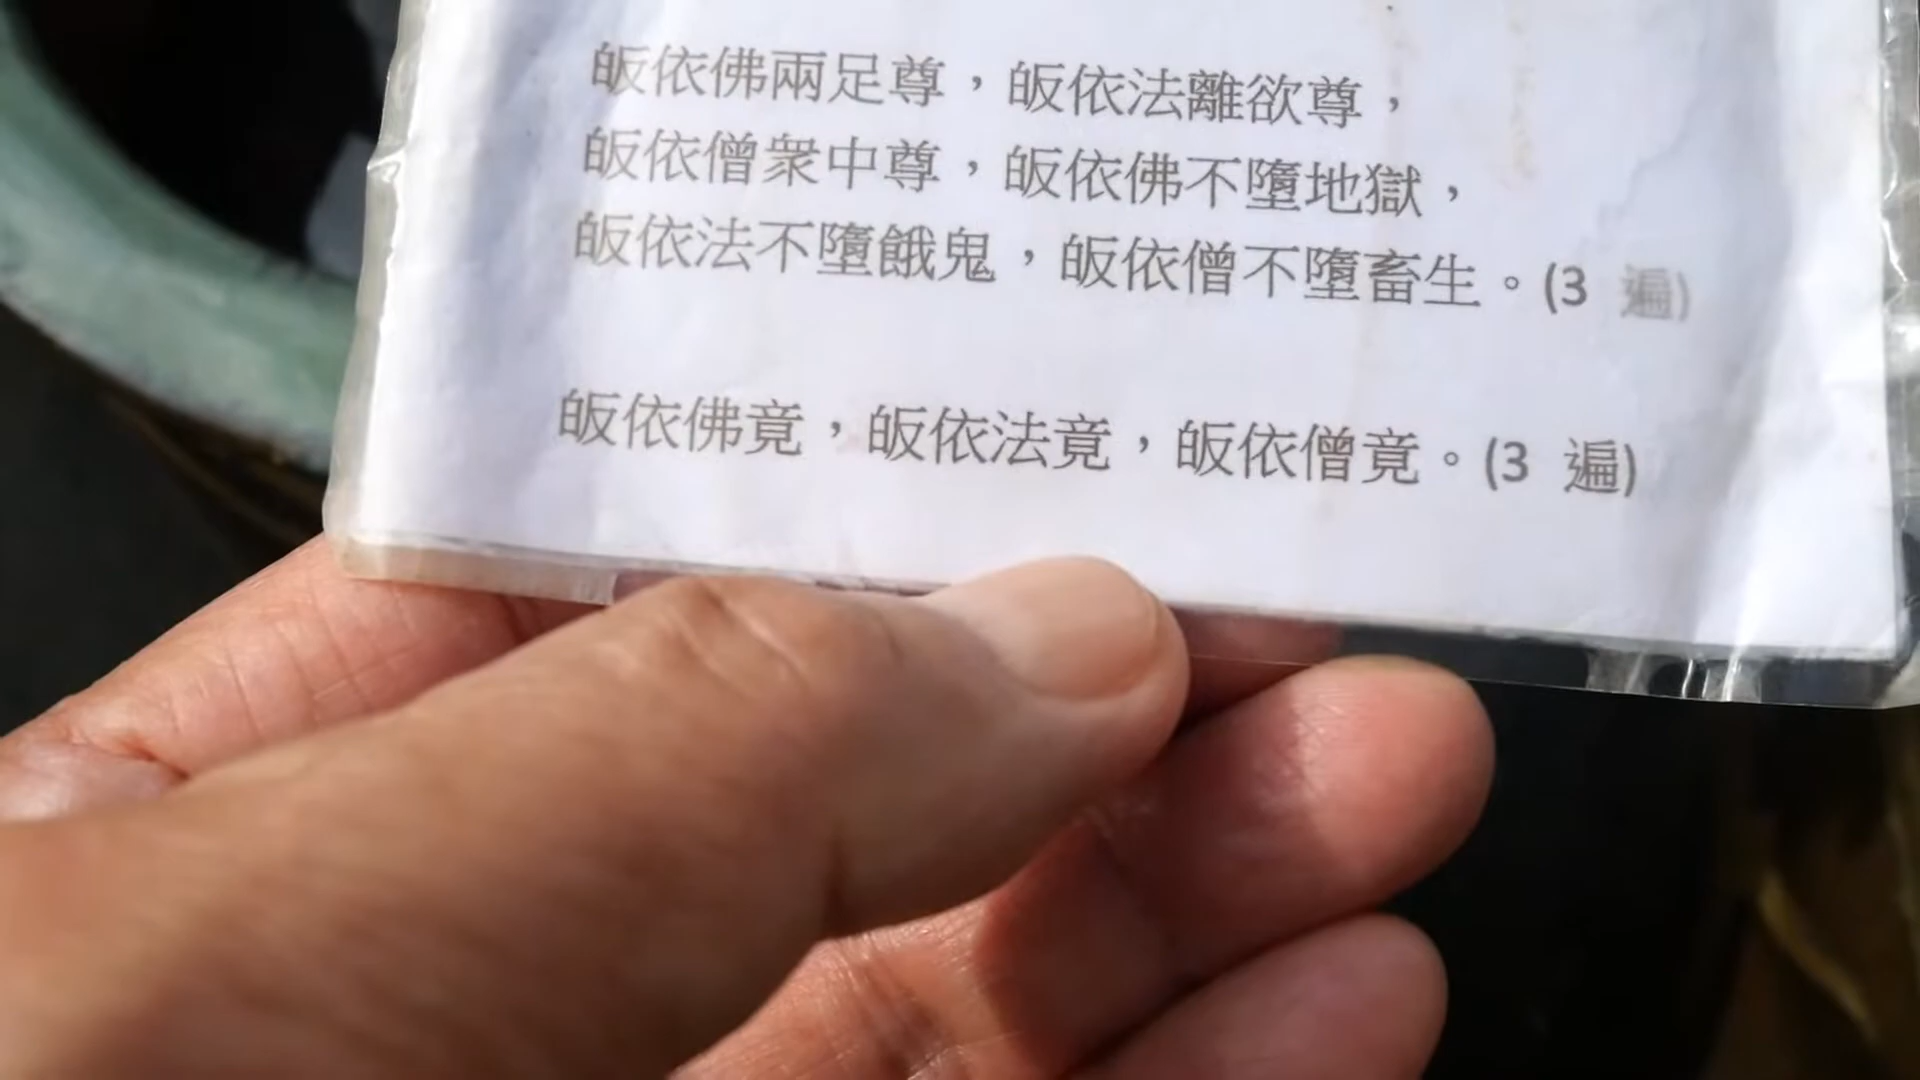 皈依佛兩足尊，皈依法離欲尊，
皈依僧衆中尊，皈依佛不墮地獄，
皈依法不墮餓鬼，皈依僧不墮畜生。(3 遍)
皈依佛竟，皈依法竟，皈依僧竟。(3 遍)